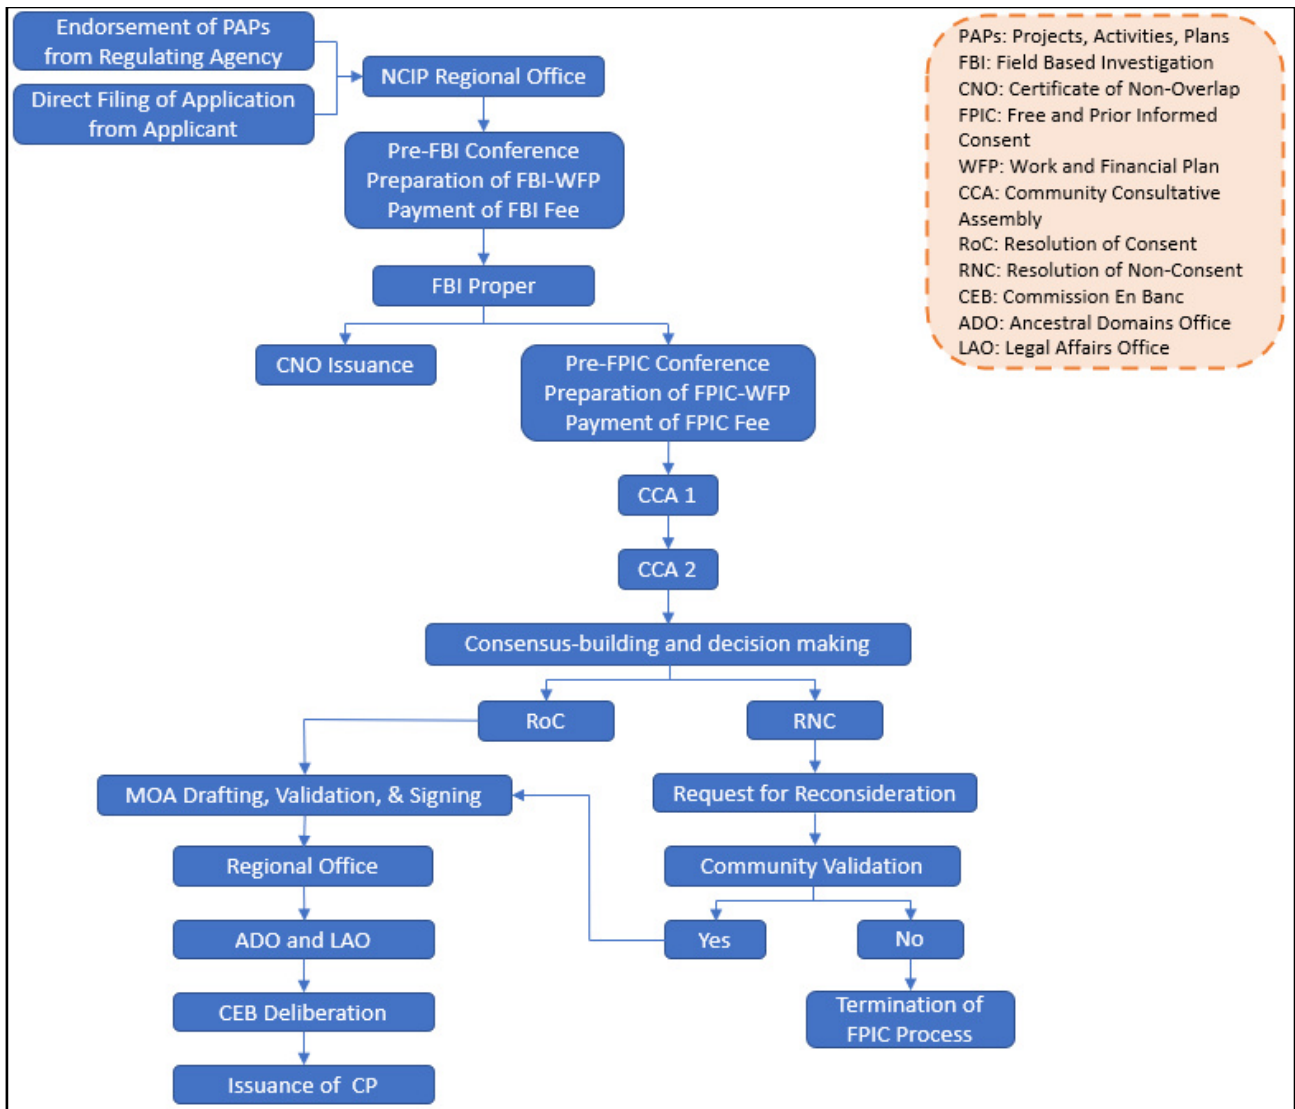 Endorsement of PAPs
from Regulating Agency
Direct Filing of Application
from Applicant
NCIP Regional Office
Pre-FBI Conference
Preparation of FBI-WFP
Payment of FBI Fee
FBI Proper
CNO Issuance
Pre-FPIC Conference
Preparation of FPIC-WFP
Payment of FPIC Fee
CCA 1
CCA 2
Consensus-building and decision making
RoC
RNC
MOA Drafting, Validation, & Signing
Request for Reconsideration
Regional Office
Community Validation
ADO and LAO
Yes
No
CEB Deliberation
Termination of
FPIC Process
Issuance of CP
PAPs: Projects, Activities, Plans
FBI: Field Based Investigation
CNO: Certificate of Non-Overlap
FPIC: Free and Prior Informed
Consent
WFP: Work and Financial Plan
CCA: Community Consultative
Assembly
RoC: Resolution of Consent
RNC: Resolution of Non-Consent
CEB: Commission En Banc
ADO: Ancestral Domains Office
LAO: Legal Affairs Office